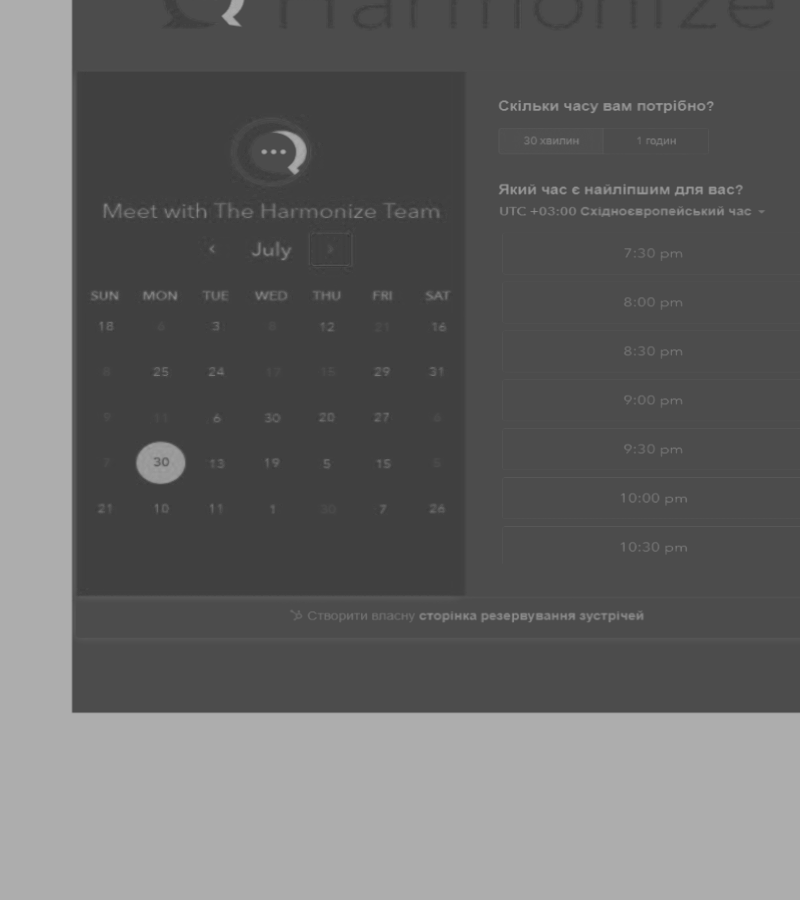 Harmonize
Meet with The Harmonize Team
‹ July ›
SUN MON TUE WED THU FRI SAT
18 6 3 8 12 21 16
8 25 24 17 15 29 31
9 11 6 30 20 27 6
7 30 13 19 5 15 5
21 10 11 1 30 7 26
Скільки часу вам потрібно?
30 хвилин 1 годин
Який час є найліпшим для вас?
UTC +03:00 Східноєвропейський час
7:30 pm
8:00 pm
8:30 pm
9:00 pm
9:30 pm
10:00 pm
10:30 pm
Створити власну сторінка резервування зустрічей